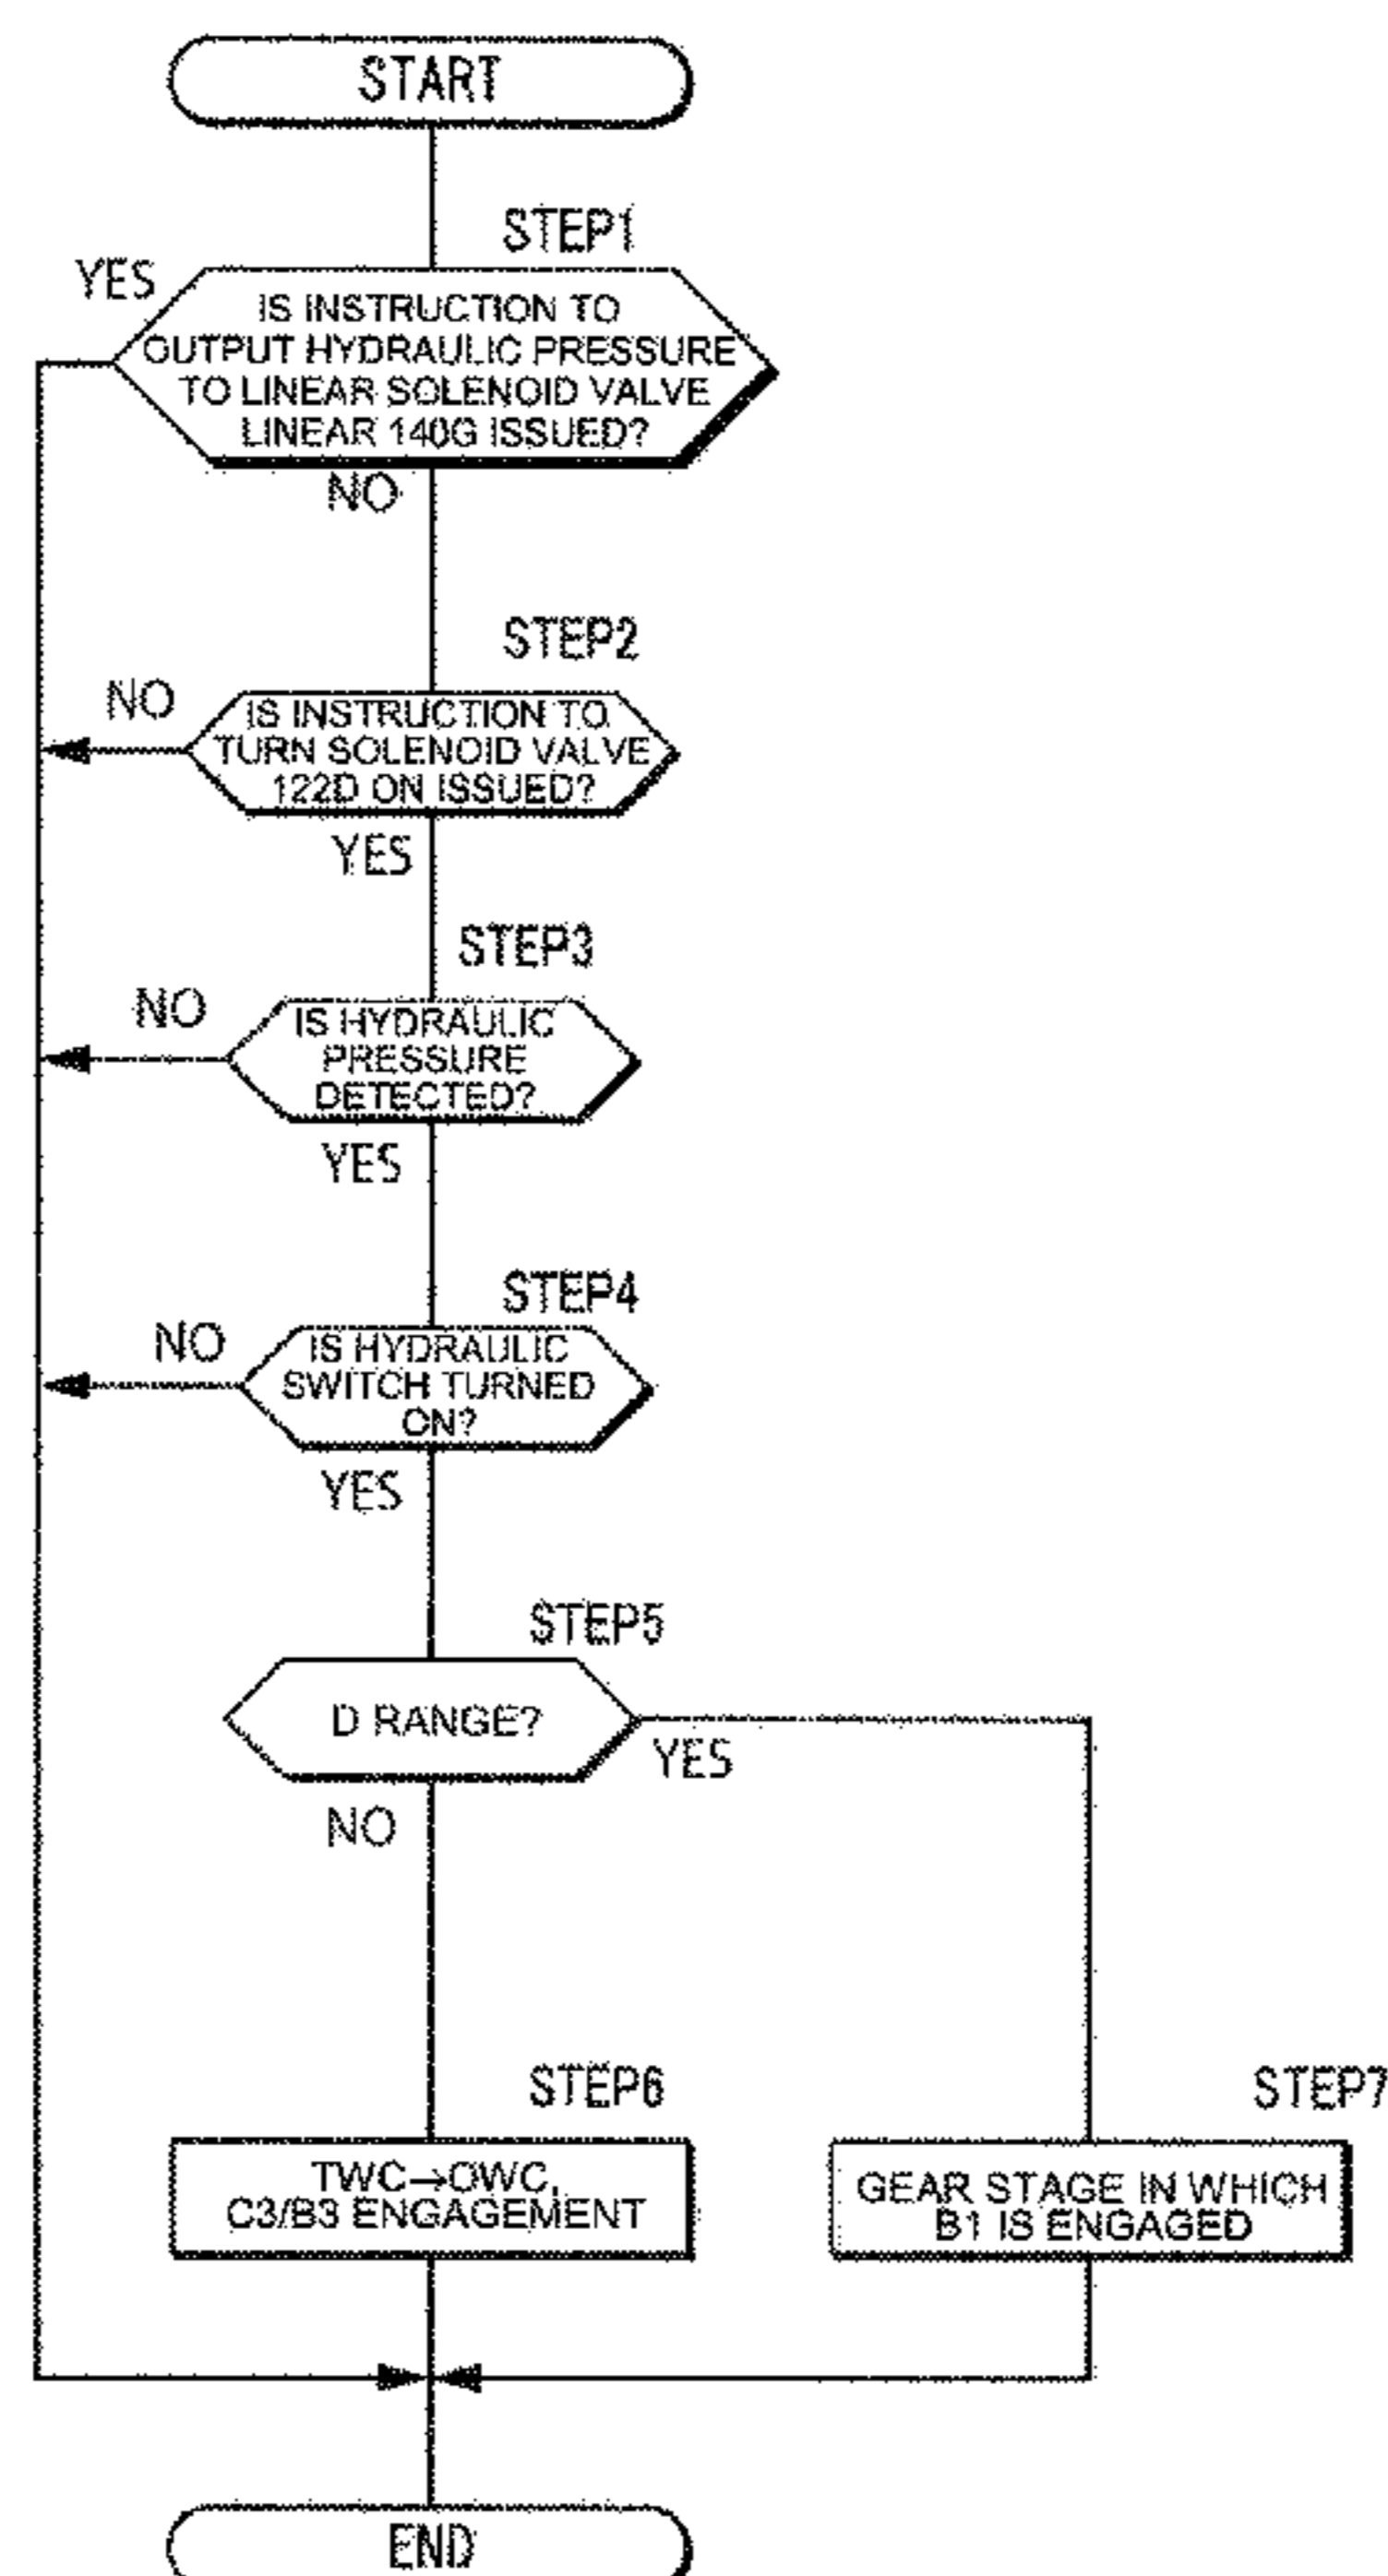 START
STEP1
YES
IS INSTRUCTION TO
OUTPUT HYDRAULIC PRESSURE
TO LINEAR SOLENOID VALVE
LINEAR 140G ISSUED?
NO
STEP2
NO
IS INSTRUCTION TO
TURN SOLENOID VALVE
122D ON ISSUED?
YES
STEP3
NO
IS HYDRAULIC
PRESSURE
DETECTED?
YES
STEP4
NO
IS HYDRAULIC
SWITCH TURNED
ON?
YES
STEP5
D RANGE?
YES
NO
STEP6
TWC→OWC,
C3/B3 ENGAGEMENT
STEP7
GEAR STAGE IN WHICH
B1 IS ENGAGED
END